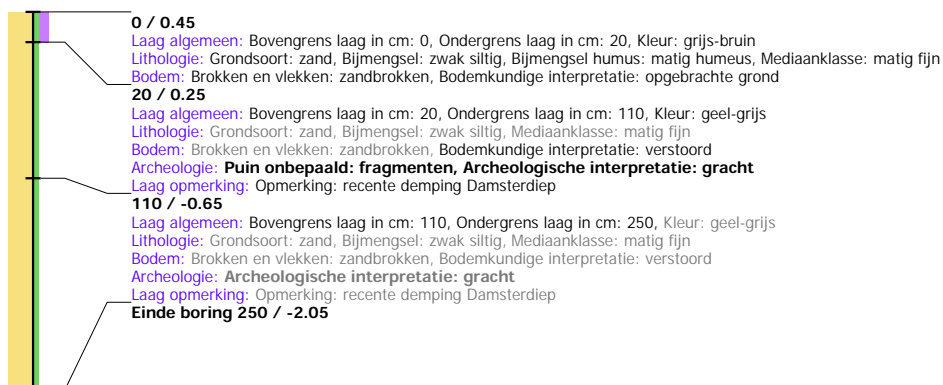 0 / 0.45
Laag algemeen: Bovengrens laag in cm: 0, Ondergrens laag in cm: 20, Kleur: grijs-bruin
Lithologie: Grondsoort: zand, Bijmengsel: zwak siltig, Bijmengsel humus: matig humeus, Mediaanklasse: matig fijn
Bodem: Brokken en vlekken: zandbrokken, Bodemkundige interpretatie: opgebrachte grond
20 / 0.25
Laag algemeen: Bovengrens laag in cm: 20, Ondergrens laag in cm: 110, Kleur: geel-grijs
Lithologie: Grondsoort: zand, Bijmengsel: zwak siltig, Mediaanklasse: matig fijn
Bodem: Brokken en vlekken: zandbrokken, Bodemkundige interpretatie: verstoord
Archeologie: Puin onbepaald: fragmenten, Archeologische interpretatie: gracht
Laag opmerking: Opmerking: recente demping Damsterdiep
110 / -0.65
Laag algemeen: Bovengrens laag in cm: 110, Ondergrens laag in cm: 250, Kleur: geel-grijs
Lithologie: Grondsoort: zand, Bijmengsel: zwak siltig, Mediaanklasse: matig fijn
Bodem: Brokken en vlekken: zandbrokken, Bodemkundige interpretatie: verstoord
Archeologie: Archeologische interpretatie: gracht
Laag opmerking: Opmerking: recente demping Damsterdiep
Einde boring 250 / -2.05